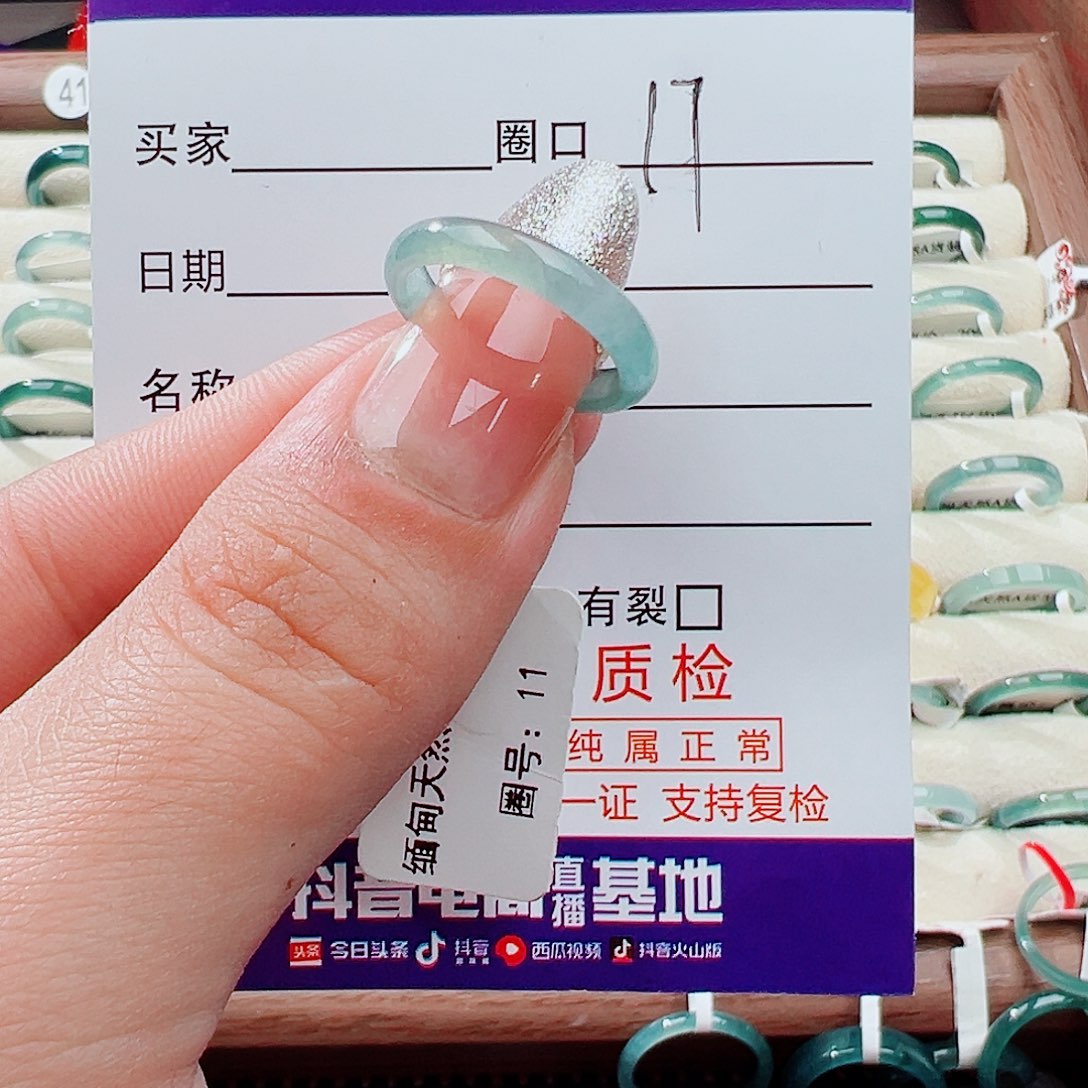 41
买家 圈口 17
日期
名称
有裂
质检
纯属正常
一证 支持复检
缅甸天然
圈号: 11
抖音电商直播基地
头条 今日头条 抖音 西瓜视频 抖音火山版